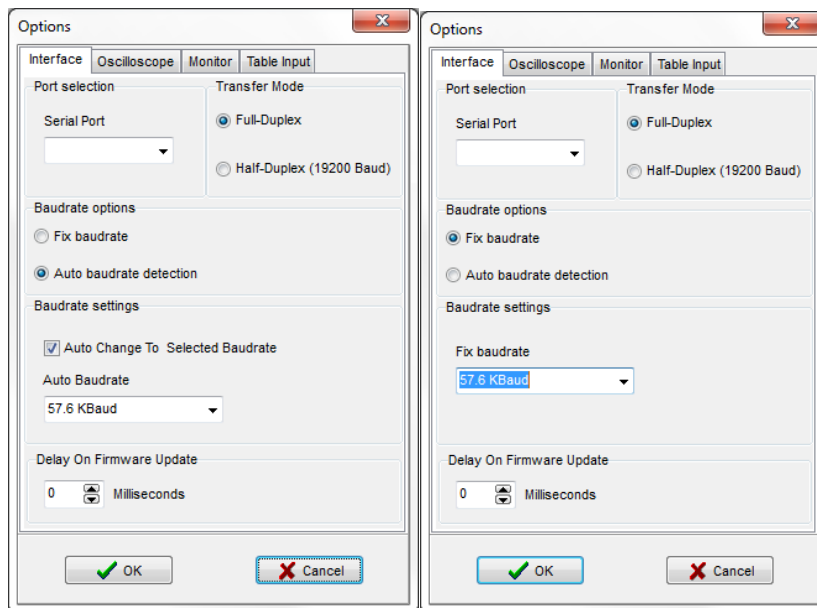 Options
Interface Oscilloscope Monitor Table Input
Port selection Transfer Mode
Serial Port Full-Duplex
Half-Duplex (19200 Baud)
Baudrate options
Fix baudrate
Auto baudrate detection
Baudrate settings
Auto Change To Selected Baudrate
Auto Baudrate
57.6 KBaud
Delay On Firmware Update
0 Milliseconds
OK Cancel
Options
Interface Oscilloscope Monitor Table Input
Port selection Transfer Mode
Serial Port Full-Duplex
Half-Duplex (19200 Baud)
Baudrate options
Fix baudrate
Auto baudrate detection
Baudrate settings
Fix baudrate
57.6 KBaud
Delay On Firmware Update
0 Milliseconds
OK Cancel